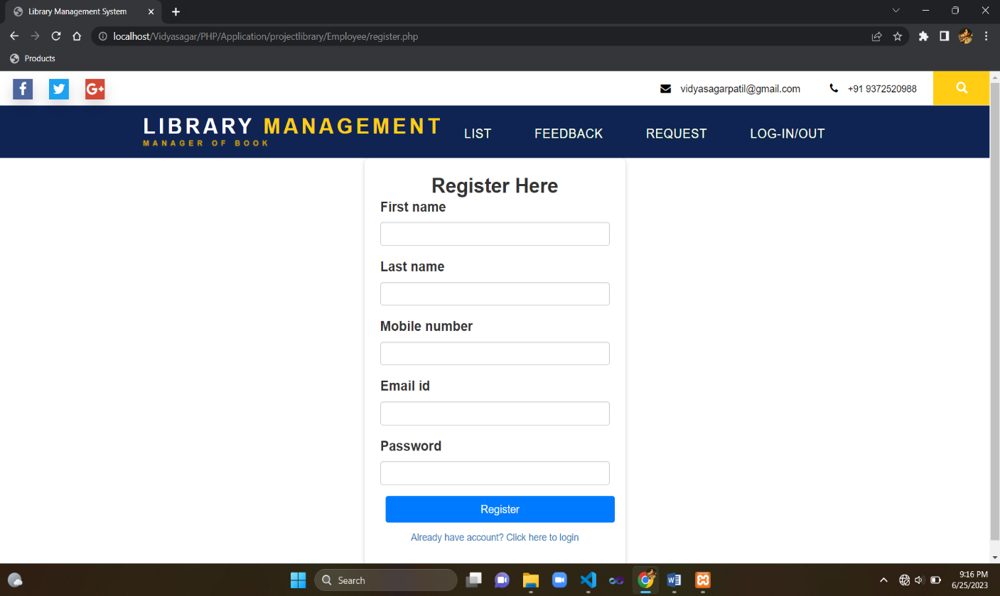 Library Management System
localhost/Vidyasagar/PHP/Application/projectlibrary/Employee/register.php
Products
f G+ vidyasagarpatil@gmail.com +91 9372520988
LIBRARY MANAGEMENT
MANAGER OF BOOK
LIST FEEDBACK REQUEST LOG-IN/OUT
Register Here
First name
Last name
Mobile number
Email id
Password
Register
Already have account? Click here to login
Search
9:16 PM
6/25/2023